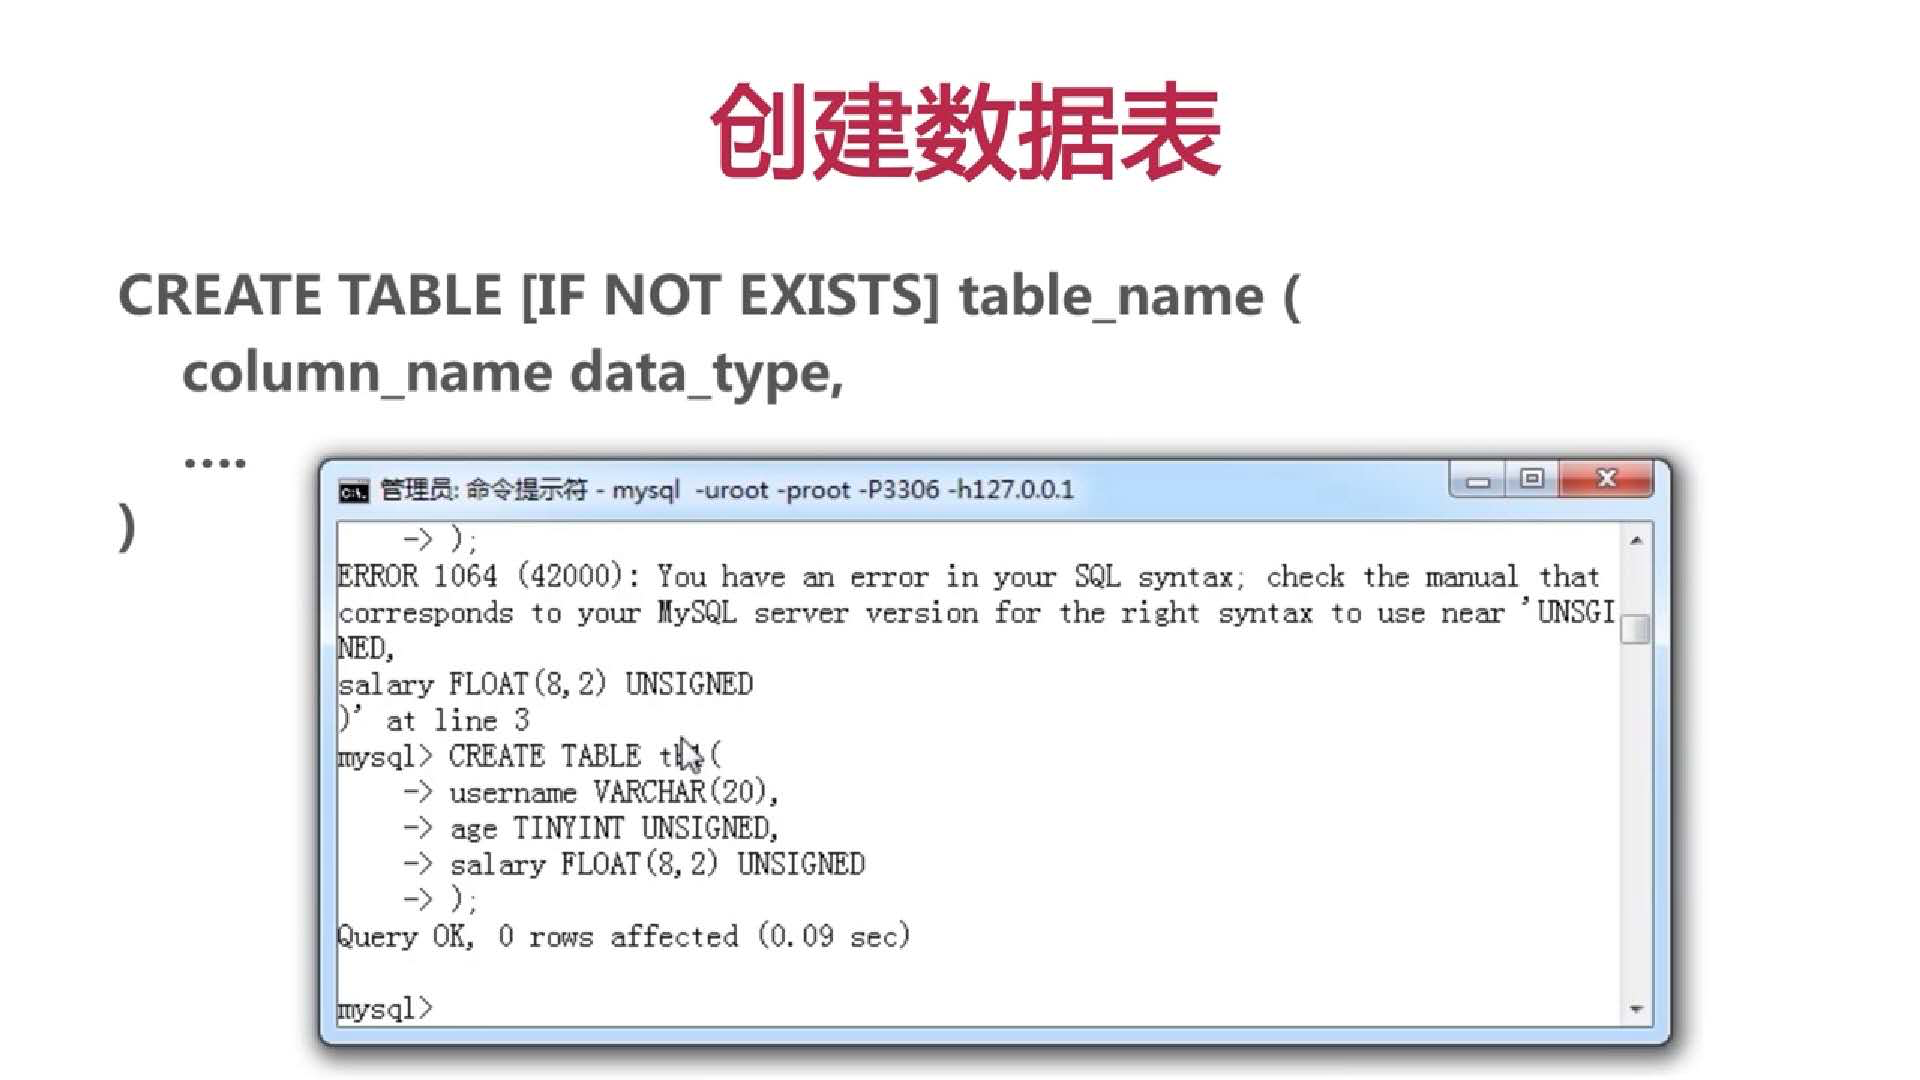 创建数据表
CREATE TABLE [IF NOT EXISTS] table_name (
column_name data_type,
....
)
管理员: 命令提示符 - mysql  -uroot -proot -P3306 -h127.0.0.1
-> );
ERROR 1064 (42000): You have an error in your SQL syntax; check the manual that
corresponds to your MySQL server version for the right syntax to use near 'UNSGI
NED,
salary FLOAT(8,2) UNSIGNED
)' at line 3
mysql> CREATE TABLE (
-> username VARCHAR(20),
-> age TINYINT UNSIGNED,
-> salary FLOAT(8,2) UNSIGNED
-> );
Query OK, 0 rows affected (0.09 sec)
mysql>